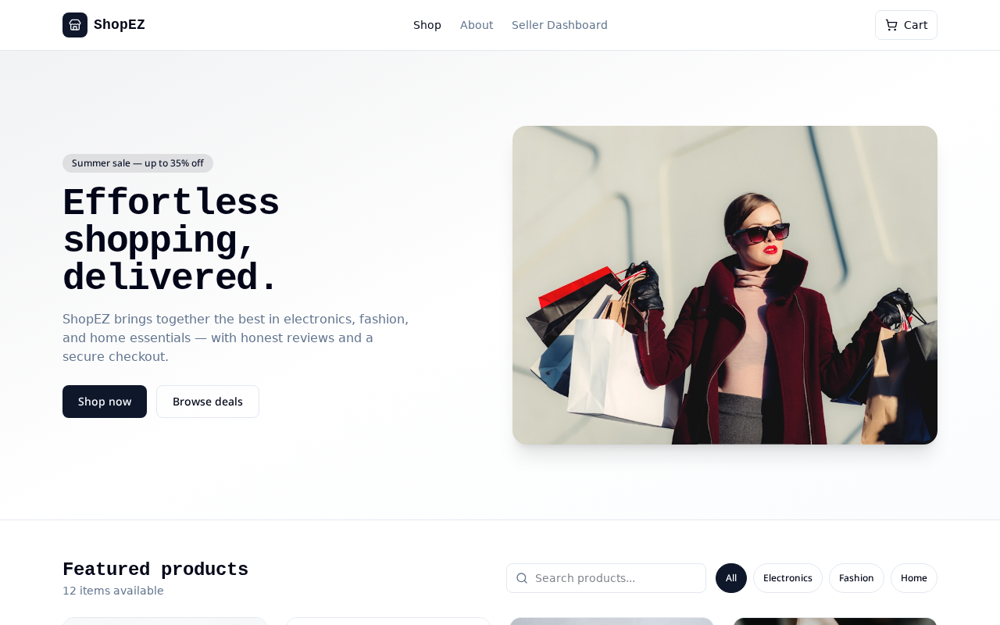 ShopEZ
Shop
About
Seller Dashboard
Cart
Summer sale — up to 35% off
Effortless
shopping,
delivered.
ShopEZ brings together the best in electronics, fashion,
and home essentials — with honest reviews and a
secure checkout.
Shop now
Browse deals
Featured products
12 items available
Search products...
All
Electronics
Fashion
Home